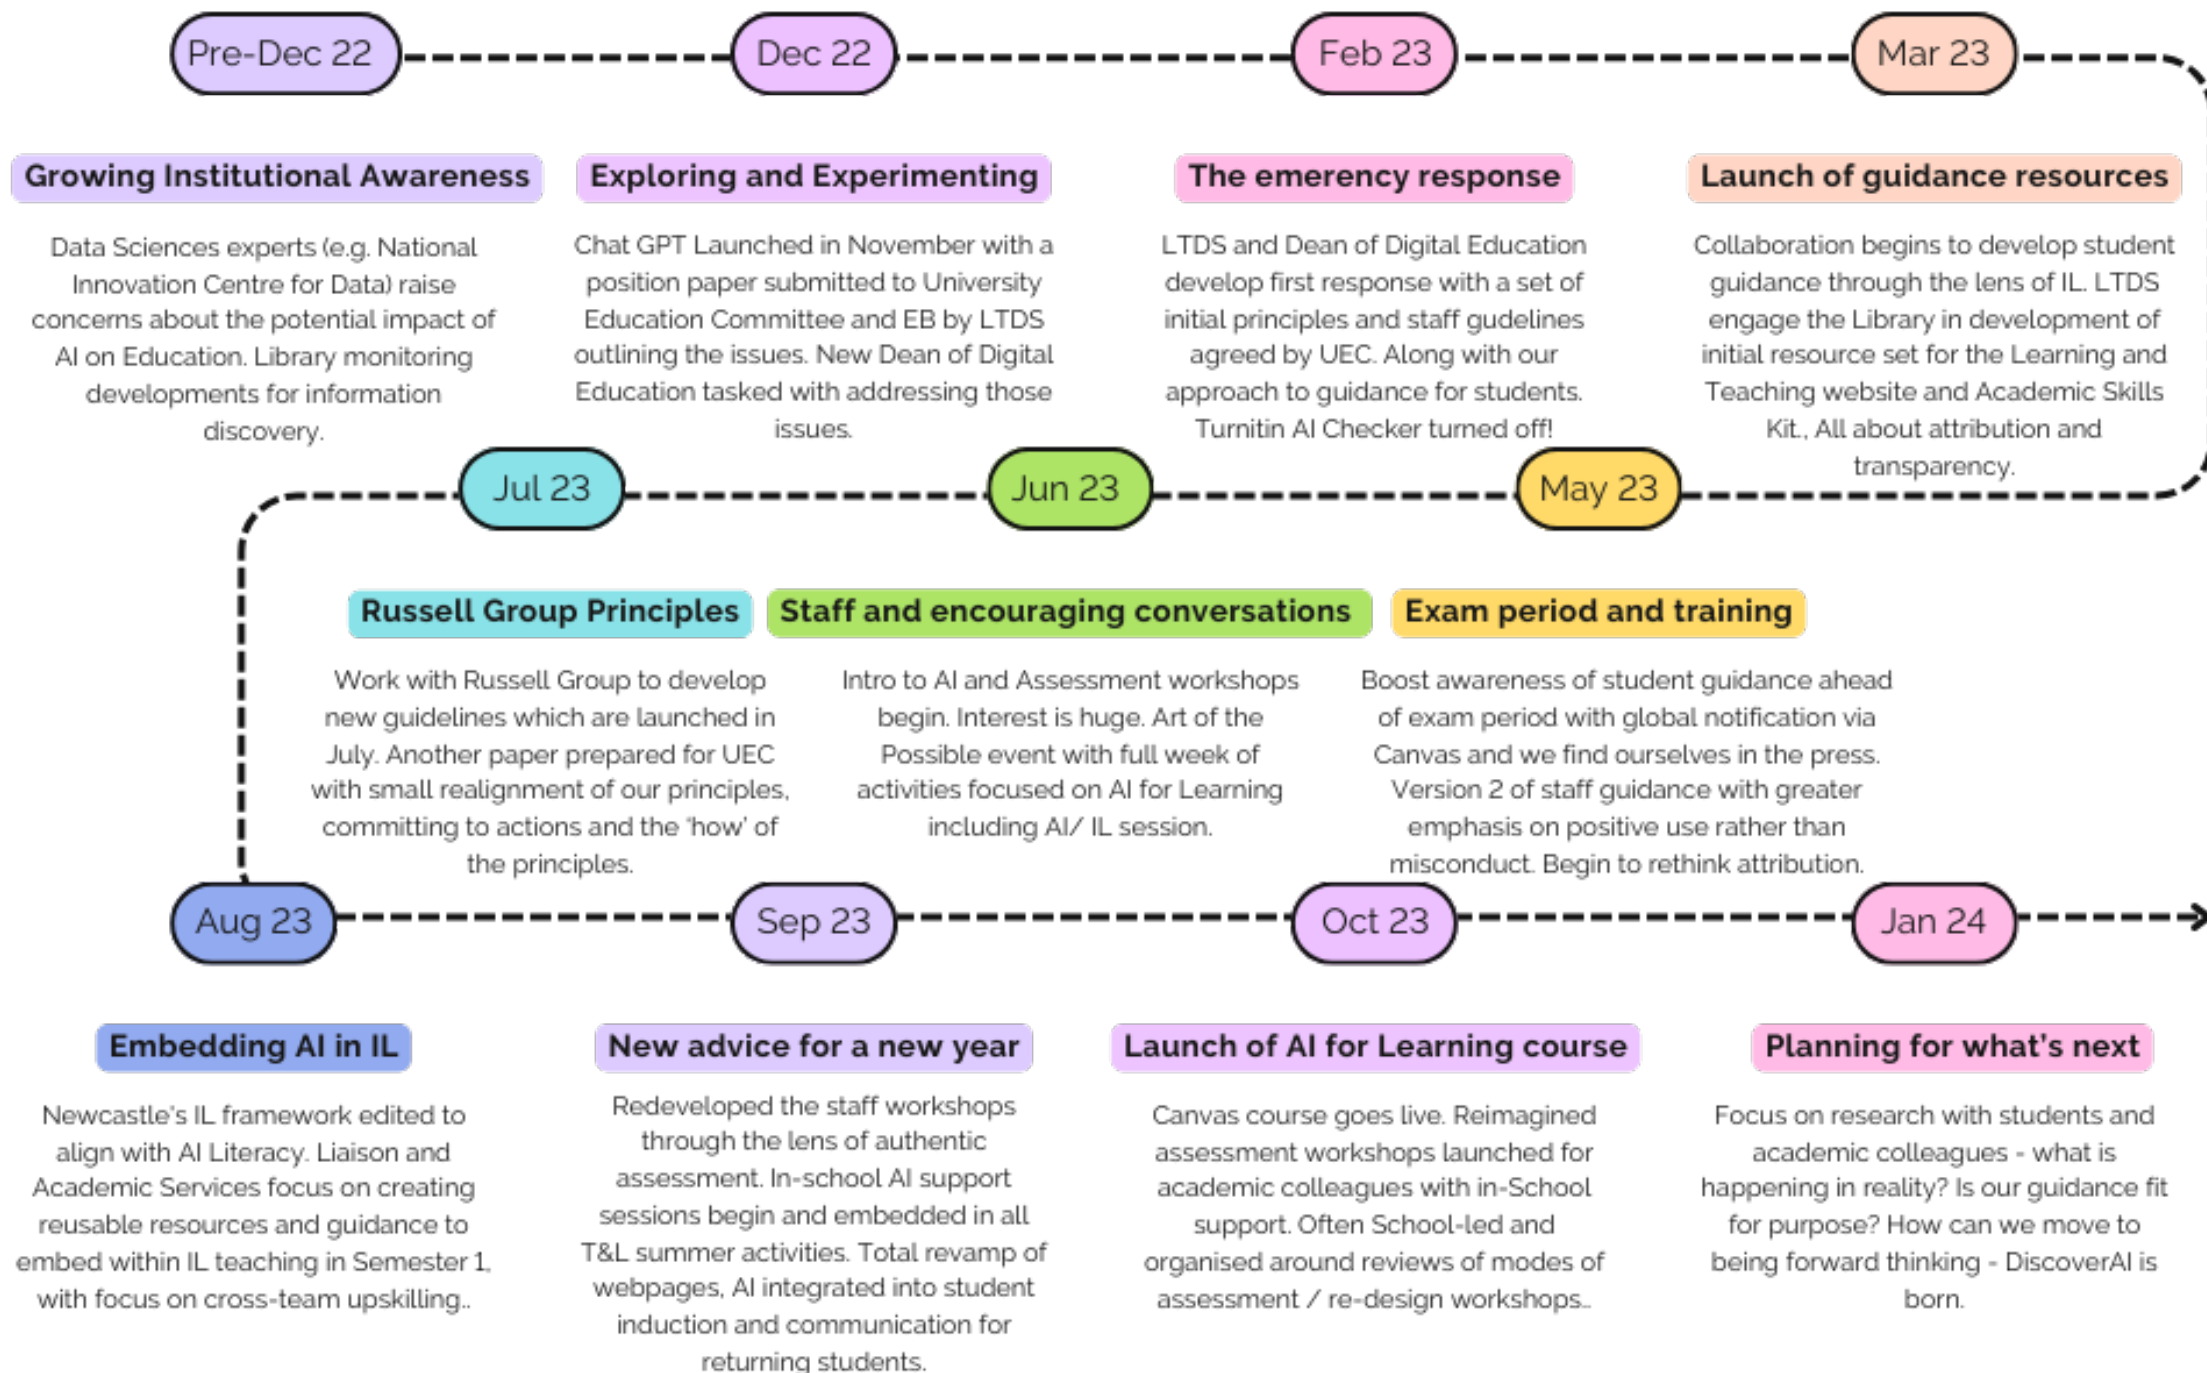 Pre-Dec 22
Dec 22
Feb 23
Mar 23
Growing Institutional Awareness
Data Sciences experts (e.g. National
Innovation Centre for Data) raise
concerns about the potential impact of
AI on Education. Library monitoring
developments for information
discovery.
Exploring and Experimenting
Chat GPT Launched in November with a
position paper submitted to University
Education Committee and EB by LTDS
outlining the issues. New Dean of Digital
Education tasked with addressing those
issues.
The emerency response
LTDS and Dean of Digital Education
develop first response with a set of
initial principles and staff gudelines
agreed by UEC. Along with our
approach to guidance for students.
Turnitin AI Checker turned off!
Launch of guidance resources
Collaboration begins to develop student
guidance through the lens of IL. LTDS
engage the Library in development of
initial resource set for the Learning and
Teaching website and Academic Skills
Kit., All about attribution and
transparency.
May 23
Jun 23
Jul 23
Exam period and training
Boost awareness of student guidance ahead
of exam period with global notification via
Canvas and we find ourselves in the press.
Version 2 of staff guidance with greater
emphasis on positive use rather than
misconduct. Begin to rethink attribution.
Staff and encouraging conversations
Intro to AI and Assessment workshops
begin. Interest is huge. Art of the
Possible event with full week of
activities focused on AI for Learning
including AI/ IL session.
Russell Group Principles
Work with Russell Group to develop
new guidelines which are launched in
July. Another paper prepared for UEC
with small realignment of our principles,
committing to actions and the 'how' of
the principles.
Aug 23
Sep 23
Oct 23
Jan 24
Embedding AI in IL
Newcastle's IL framework edited to
align with AI Literacy. Liaison and
Academic Services focus on creating
reusable resources and guidance to
embed within IL teaching in Semester 1,
with focus on cross-team upskilling..
New advice for a new year
Redeveloped the staff workshops
through the lens of authentic
assessment. In-school AI support
sessions begin and embedded in all
T&L summer activities. Total revamp of
webpages, AI integrated into student
induction and communication for
returning students.
Launch of AI for Learning course
Canvas course goes live. Reimagined
assessment workshops launched for
academic colleagues with in-School
support. Often School-led and
organised around reviews of modes of
assessment / re-design workshops..
Planning for what's next
Focus on research with students and
academic colleagues - what is
happening in reality? Is our guidance fit
for purpose? How can we move to
being forward thinking - DiscoverAI is
born.